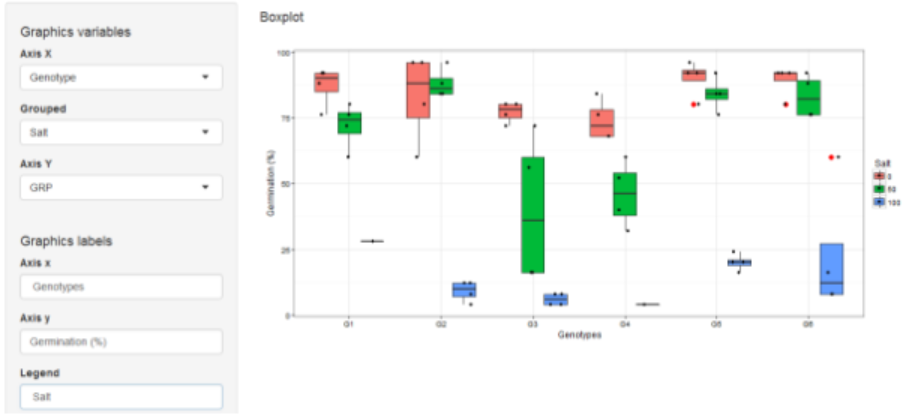 Graphics variables
Axis X
Genotype
Grouped
Salt
Axis Y
GRP
Graphics labels
Axis x
Genotypes
Axis y
Germination (%)
Legend
Salt
Boxplot
Germination (%)
100
75
50
25
0
G1 G2 G3 G4 G5 G6
Genotypes
Salt
0
50
100